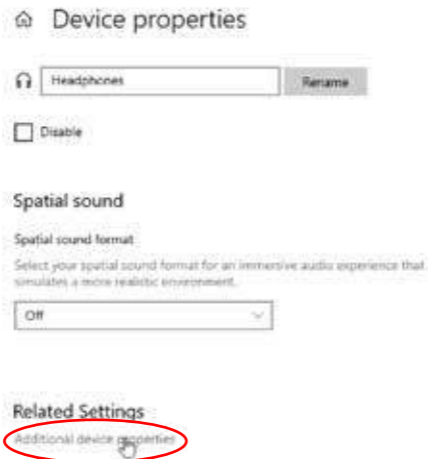 Device properties
Headphones
Rename
Disable
Spatial sound
Spatial sound format
Select your spatial sound format for an immersive audio experience that
simulates a more realistic environment.
Off
Related Settings
Additional device properties